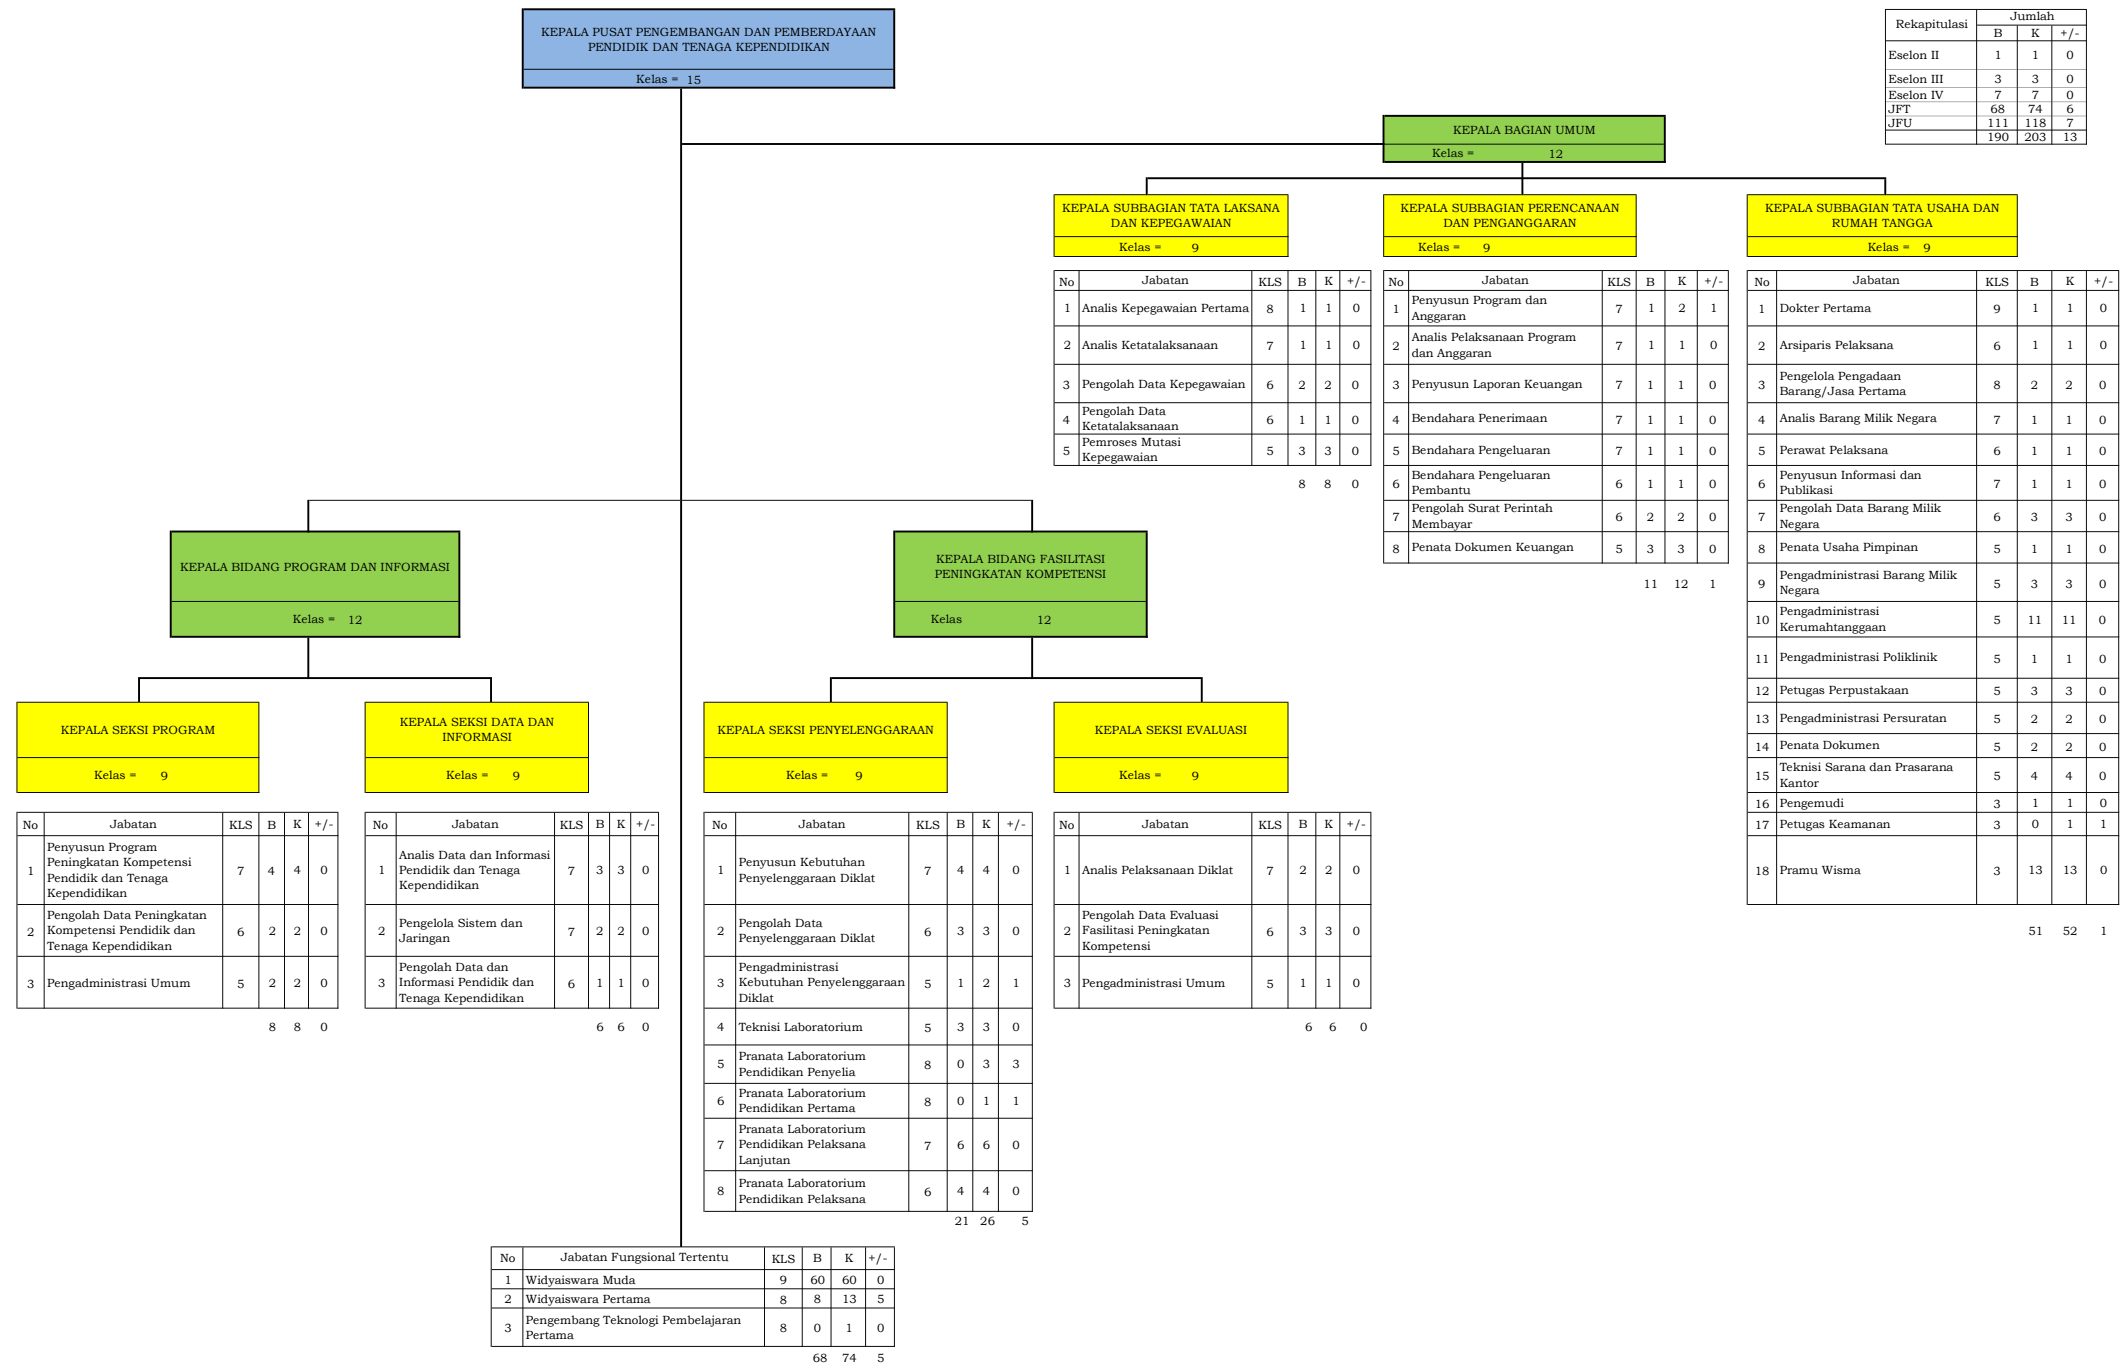 KEPALA PUSAT PENGEMBANGAN DAN PEMBERDAYAAN
PENDIDIK DAN TENAGA KEPENDIDIKAN
Kelas = 15
Rekapitulasi Jumlah
B K +/-
Eselon II 1 1 0
Eselon III 3 3 0
Eselon IV 7 7 0
JFT 68 74 6
JFU 111 118 7
190 203 13
KEPALA BAGIAN UMUM
Kelas = 12
KEPALA SUBBAGIAN TATA LAKSANA
DAN KEPEGAWAIAN
Kelas = 9
No Jabatan KLS B K +/-
1 Analis Kepegawaian Pertama 8 1 1 0
2 Analis Ketatalaksanaan 7 1 1 0
3 Pengolah Data Kepegawaian 6 2 2 0
4 Pengolah Data
Ketatalaksanaan 6 1 1 0
5 Pemroses Mutasi
Kepegawaian 5 3 3 0
8 8 0
KEPALA SUBBAGIAN PERENCANAAN
DAN PENGANGGARAN
Kelas = 9
No Jabatan KLS B K +/-
1 Penyusun Program dan
Anggaran 7 1 2 1
2 Analis Pelaksanaan Program
dan Anggaran 7 1 1 0
3 Penyusun Laporan Keuangan 7 1 1 0
4 Bendahara Penerimaan 7 1 1 0
5 Bendahara Pengeluaran 7 1 1 0
6 Bendahara Pengeluaran
Pembantu 6 1 1 0
7 Pengolah Surat Perintah
Membayar 6 2 2 0
8 Penata Dokumen Keuangan 5 3 3 0
11 12 1
KEPALA SUBBAGIAN TATA USAHA DAN
RUMAH TANGGA
Kelas = 9
No Jabatan KLS B K +/-
1 Dokter Pertama 9 1 1 0
2 Arsiparis Pelaksana 6 1 1 0
3 Pengelola Pengadaan
Barang/Jasa Pertama 8 2 2 0
4 Analis Barang Milik Negara 7 1 1 0
5 Perawat Pelaksana 6 1 1 0
6 Penyusun Informasi dan
Publikasi 7 1 1 0
7 Pengolah Data Barang Milik
Negara 6 3 3 0
8 Penata Usaha Pimpinan 5 1 1 0
9 Pengadministrasi Barang Milik
Negara 5 3 3 0
10 Pengadministrasi
Kerumahtanggaan 5 11 11 0
11 Pengadministrasi Poliklinik 5 1 1 0
12 Petugas Perpustakaan 5 3 3 0
13 Pengadministrasi Persuratan 5 2 2 0
14 Penata Dokumen 5 2 2 0
15 Teknisi Sarana dan Prasarana
Kantor 5 4 4 0
16 Pengemudi 3 1 1 0
17 Petugas Keamanan 3 0 1 1
18 Pramu Wisma 3 13 13 0
51 52 1
KEPALA BIDANG PROGRAM DAN INFORMASI
Kelas = 12
KEPALA BIDANG FASILITASI
PENINGKATAN KOMPETENSI
Kelas 12
KEPALA SEKSI PROGRAM
Kelas = 9
No Jabatan KLS B K +/-
1 Penyusun Program
Peningkatan Kompetensi
Pendidik dan Tenaga
Kependidikan 7 4 4 0
2 Pengolah Data Peningkatan
Kompetensi Pendidik dan
Tenaga Kependidikan 6 2 2 0
3 Pengadministrasi Umum 5 2 2 0
8 8 0
KEPALA SEKSI DATA DAN
INFORMASI
Kelas = 9
No Jabatan KLS B K +/-
1 Analis Data dan Informasi
Pendidik dan Tenaga
Kependidikan 7 3 3 0
2 Pengelola Sistem dan
Jaringan 7 2 2 0
3 Pengolah Data dan
Informasi Pendidik dan
Tenaga Kependidikan 6 1 1 0
6 6 0
KEPALA SEKSI PENYELENGGARAAN
Kelas = 9
No Jabatan KLS B K +/-
1 Penyusun Kebutuhan
Penyelenggaraan Diklat 7 4 4 0
2 Pengolah Data
Penyelenggaraan Diklat 6 3 3 0
3 Pengadministrasi
Kebutuhan Penyelenggaraan
Diklat 5 1 2 1
4 Teknisi Laboratorium 5 3 3 0
5 Pranata Laboratorium
Pendidikan Penyelia 8 0 3 3
6 Pranata Laboratorium
Pendidikan Pertama 8 0 1 1
7 Pranata Laboratorium
Pendidikan Pelaksana
Lanjutan 7 6 6 0
8 Pranata Laboratorium
Pendidikan Pelaksana 6 4 4 0
21 26 5
KEPALA SEKSI EVALUASI
Kelas = 9
No Jabatan KLS B K +/-
1 Analis Pelaksanaan Diklat 7 2 2 0
2 Pengolah Data Evaluasi
Fasilitasi Peningkatan
Kompetensi 6 3 3 0
3 Pengadministrasi Umum 5 1 1 0
6 6 0
No Jabatan Fungsional Tertentu KLS B K +/-
1 Widyaiswara Muda 9 60 60 0
2 Widyaiswara Pertama 8 8 13 5
3 Pengembang Teknologi Pembelajaran
Pertama 8 0 1 0
68 74 5